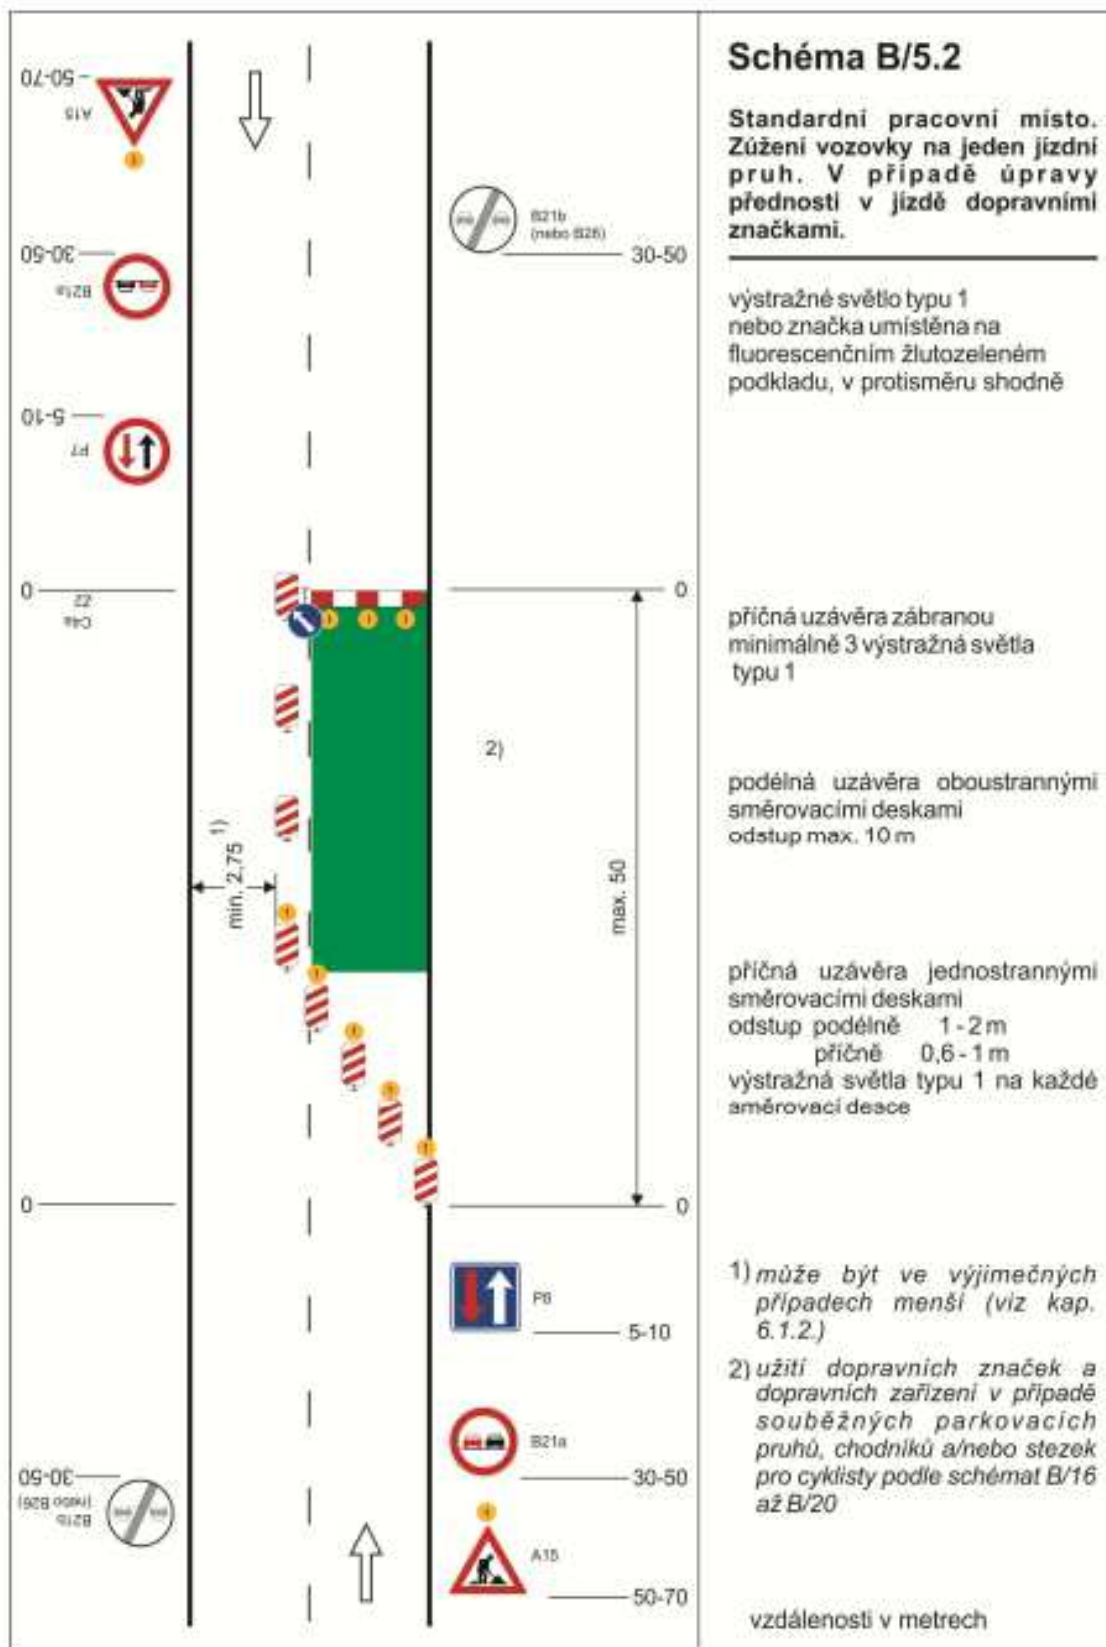 Schéma B/5.2
Standardní pracovní místo.
Zúžení vozovky na jeden jízdní
pruh. V případě úpravy
přednosti v jízdě dopravními
značkami.
výstražné světlo typu 1
nebo značka umístěna na
fluorescenčním žlutozeleném
podkladu, v protisměru shodně
příčná uzávěra zábranou
minimálně 3 výstražná světla
typu 1
podélná uzávěra oboustrannými
směrovacími deskami
odstup max. 10 m
příčná uzávěra jednostrannými
směrovacími deskami
odstup podélně 1 - 2 m
příčně 0,6 - 1 m
výstražná světla typu 1 na každé
směrovací desce
1) může být ve výjimečných
případech menší (viz kap.
6.1.2.)
2) užití dopravních značek a
dopravních zařízení v případě
souběžných parkovacích
pruhů, chodníků a/nebo stezek
pro cyklisty podle schémat B/16
až B/20
vzdálenosti v metrech
50-70
A15
30-50
B21a
5-10
P7
0
Z2
C4a
0
30-50
B21b
(nebo B26)
min. 2,75 1)
B21b
(nebo B26)
30-50
0
2)
max. 50
0
P8
5-10
B21a
30-50
A15
50-70